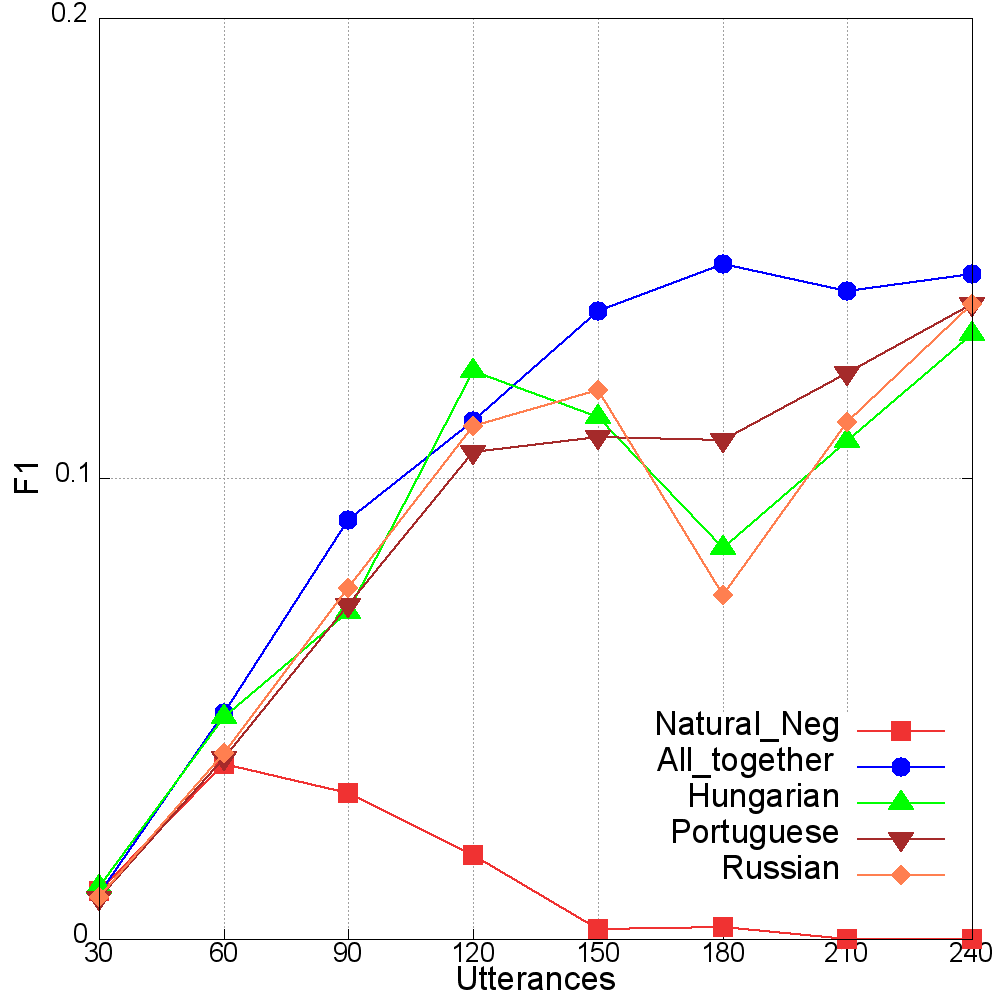 0.2
F1
0.1
0
Natural_Neg
All_together
Hungarian
Portuguese
Russian
30 60 90 120 150 180 210 240
Utterances